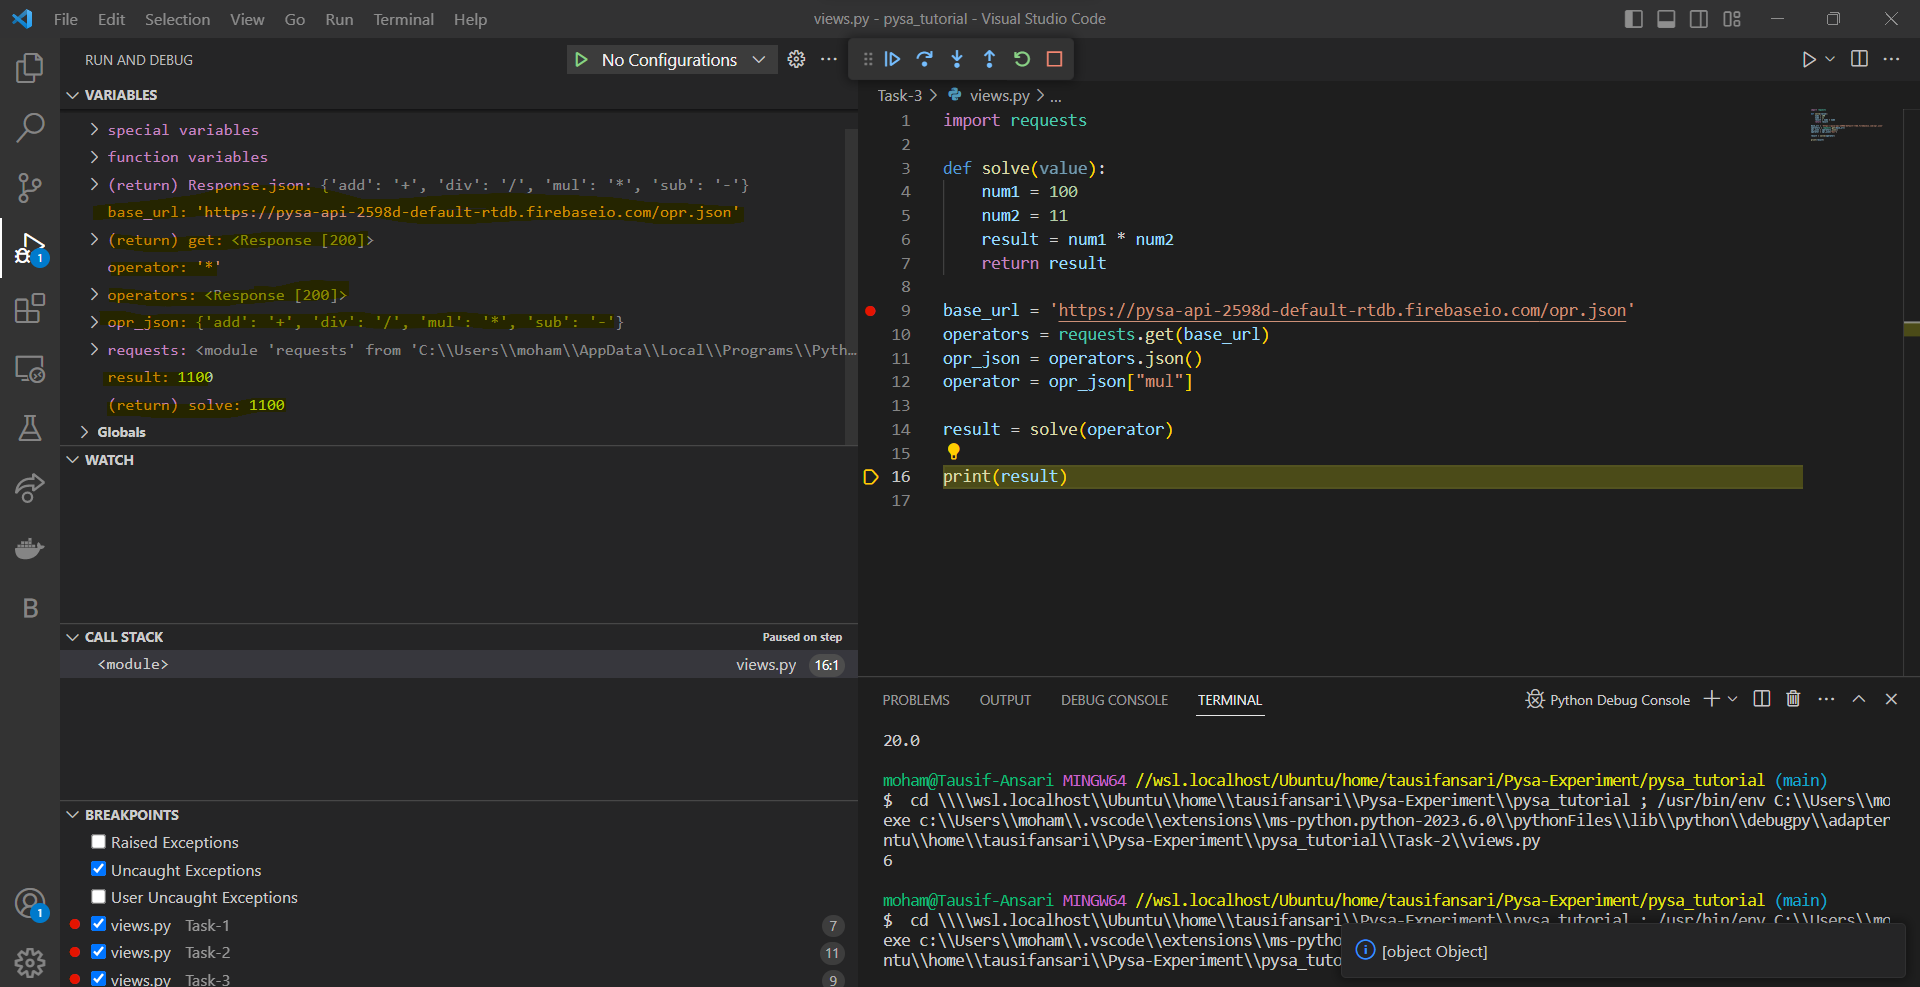 File Edit Selection View Go Run Terminal Help
views.py - pysa_tutorial - Visual Studio Code
RUN AND DEBUG
No Configurations
VARIABLES
special variables
function variables
(return) Response.json: {'add': '+', 'div': '/', 'mul': '*', 'sub': '-'}
base_url: 'https://pysa-api-2598d-default-rtdb.firebaseio.com/opr.json'
(return) get: <Response [200]>
operator: '*'
operators: <Response [200]>
opr_json: {'add': '+', 'div': '/', 'mul': '*', 'sub': '-'}
requests: <module 'requests' from 'C:\\Users\\moham\\AppData\\Local\\Programs\\Pyth…
result: 1100
(return) solve: 1100
Globals
WATCH
CALL STACK
Paused on step
<module>
views.py 16:1
BREAKPOINTS
Raised Exceptions
Uncaught Exceptions
User Uncaught Exceptions
views.py Task-1 7
views.py Task-2 11
views.py Task-3 9
1
B
1
Task-3 > views.py > ...
1 import requests
2
3 def solve(value):
4     num1 = 100
5     num2 = 11
6     result = num1 * num2
7     return result
8
9 base_url = 'https://pysa-api-2598d-default-rtdb.firebaseio.com/opr.json'
10 operators = requests.get(base_url)
11 opr_json = operators.json()
12 operator = opr_json["mul"]
13
14 result = solve(operator)
15
16 print(result)
17
PROBLEMS OUTPUT DEBUG CONSOLE TERMINAL
Python Debug Console
20.0
moham@Tausif-Ansari MINGW64 //wsl.localhost/Ubuntu/home/tausifansari/Pysa-Experiment/pysa_tutorial (main)
$  cd \\\\wsl.localhost\\Ubuntu\\home\\tausifansari\\Pysa-Experiment\\pysa_tutorial ; /usr/bin/env C:\\Users\\mo
exe c:\\Users\\moham\\.vscode\\extensions\\ms-python.python-2023.6.0\\pythonFiles\\lib\\python\\debugpy\\adapter
ntu\\home\\tausifansari\\Pysa-Experiment\\pysa_tutorial\\Task-2\\views.py
6
moham@Tausif-Ansari MINGW64 //wsl.localhost/Ubuntu/home/tausifansari/Pysa-Experiment/pysa_tutorial (main)
$  cd \\\\wsl.localhost\\Ubuntu\\home\\tausifansari\\Pysa-Experiment\\pysa_tutorial ; /usr/bin/env C:\\Users\\mo
exe c:\\Users\\moham\\.vscode\\extensions\\ms-pytho
ntu\\home\\tausifansari\\Pysa-Experiment\\pysa_tuto
[object Object]